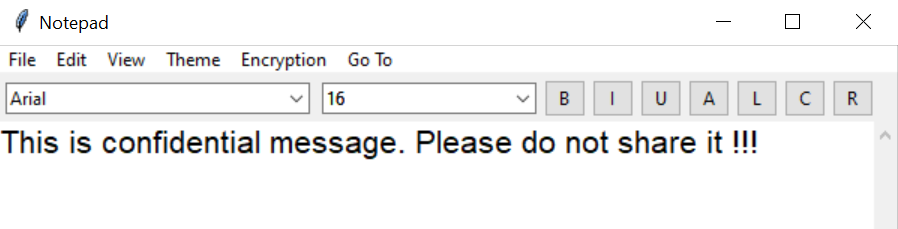 Notepad
File Edit View Theme Encryption Go To
Arial 16 B I U A L C R
This is confidential message. Please do not share it !!!